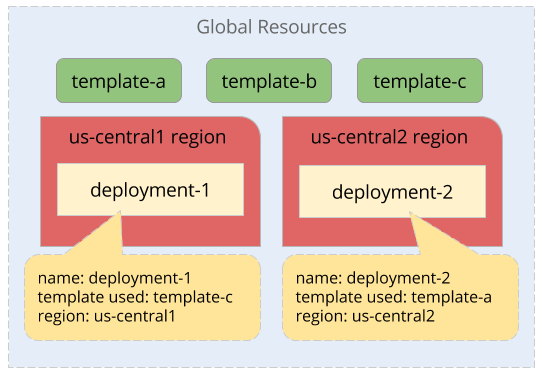 Global Resources
template-a
template-b
template-c
us-central1 region
us-central2 region
deployment-1
deployment-2
name: deployment-1
template used: template-c
region: us-central1
name: deployment-2
template used: template-a
region: us-central2